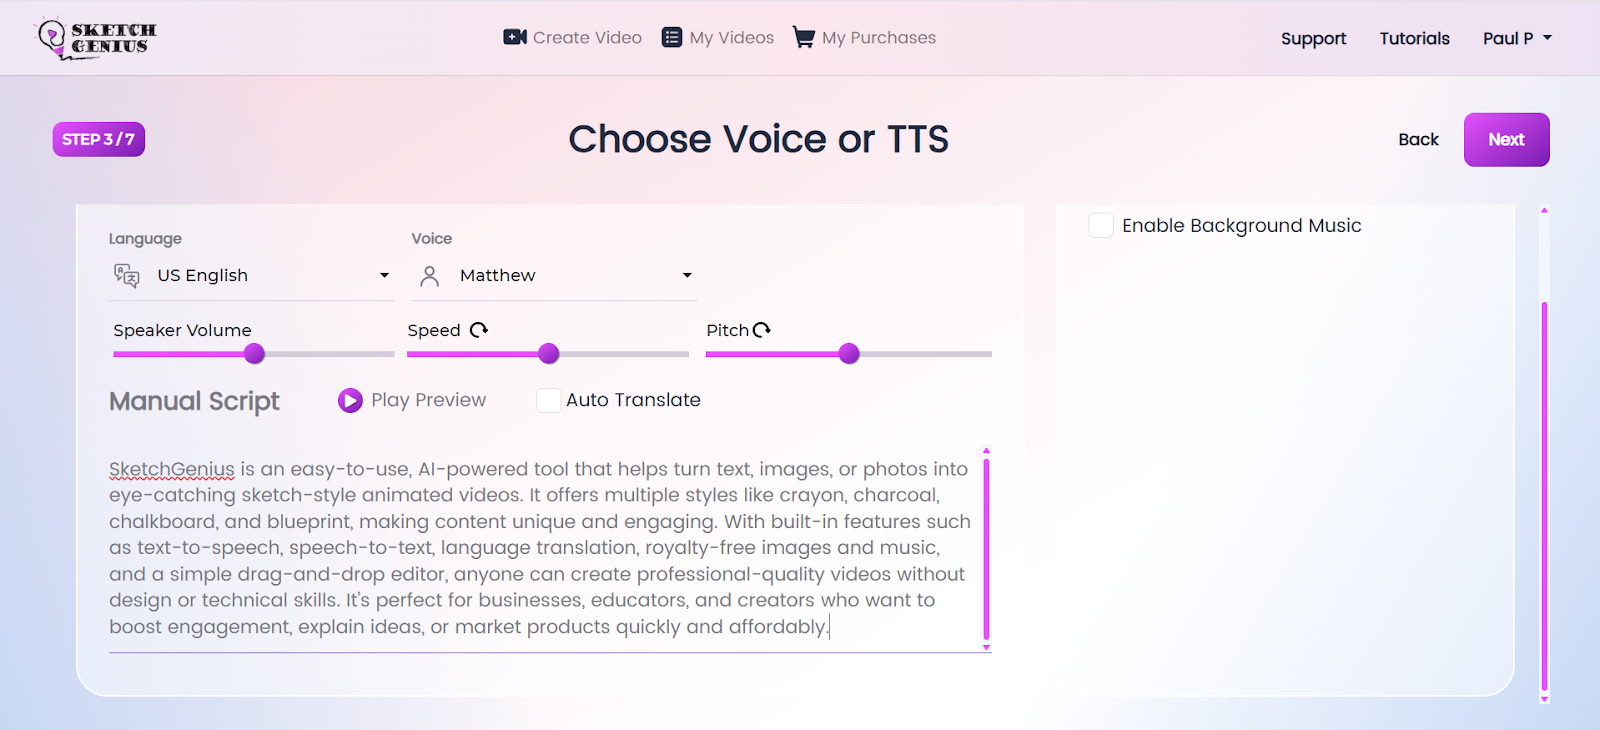 SKETCH
GENIUS
Create Video
My Videos
My Purchases
Support
Tutorials
Paul P
STEP 3 / 7
Choose Voice or TTS
Back
Next
Language
Voice
US English
Matthew
Speaker Volume
Speed
Pitch
Manual Script
Play Preview
Auto Translate
SketchGenius is an easy-to-use, AI-powered tool that helps turn text, images, or photos into
eye-catching sketch-style animated videos. It offers multiple styles like crayon, charcoal,
chalkboard, and blueprint, making content unique and engaging. With built-in features such
as text-to-speech, speech-to-text, language translation, royalty-free images and music,
and a simple drag-and-drop editor, anyone can create professional-quality videos without
design or technical skills. It's perfect for businesses, educators, and creators who want to
boost engagement, explain ideas, or market products quickly and affordably.
Enable Background Music